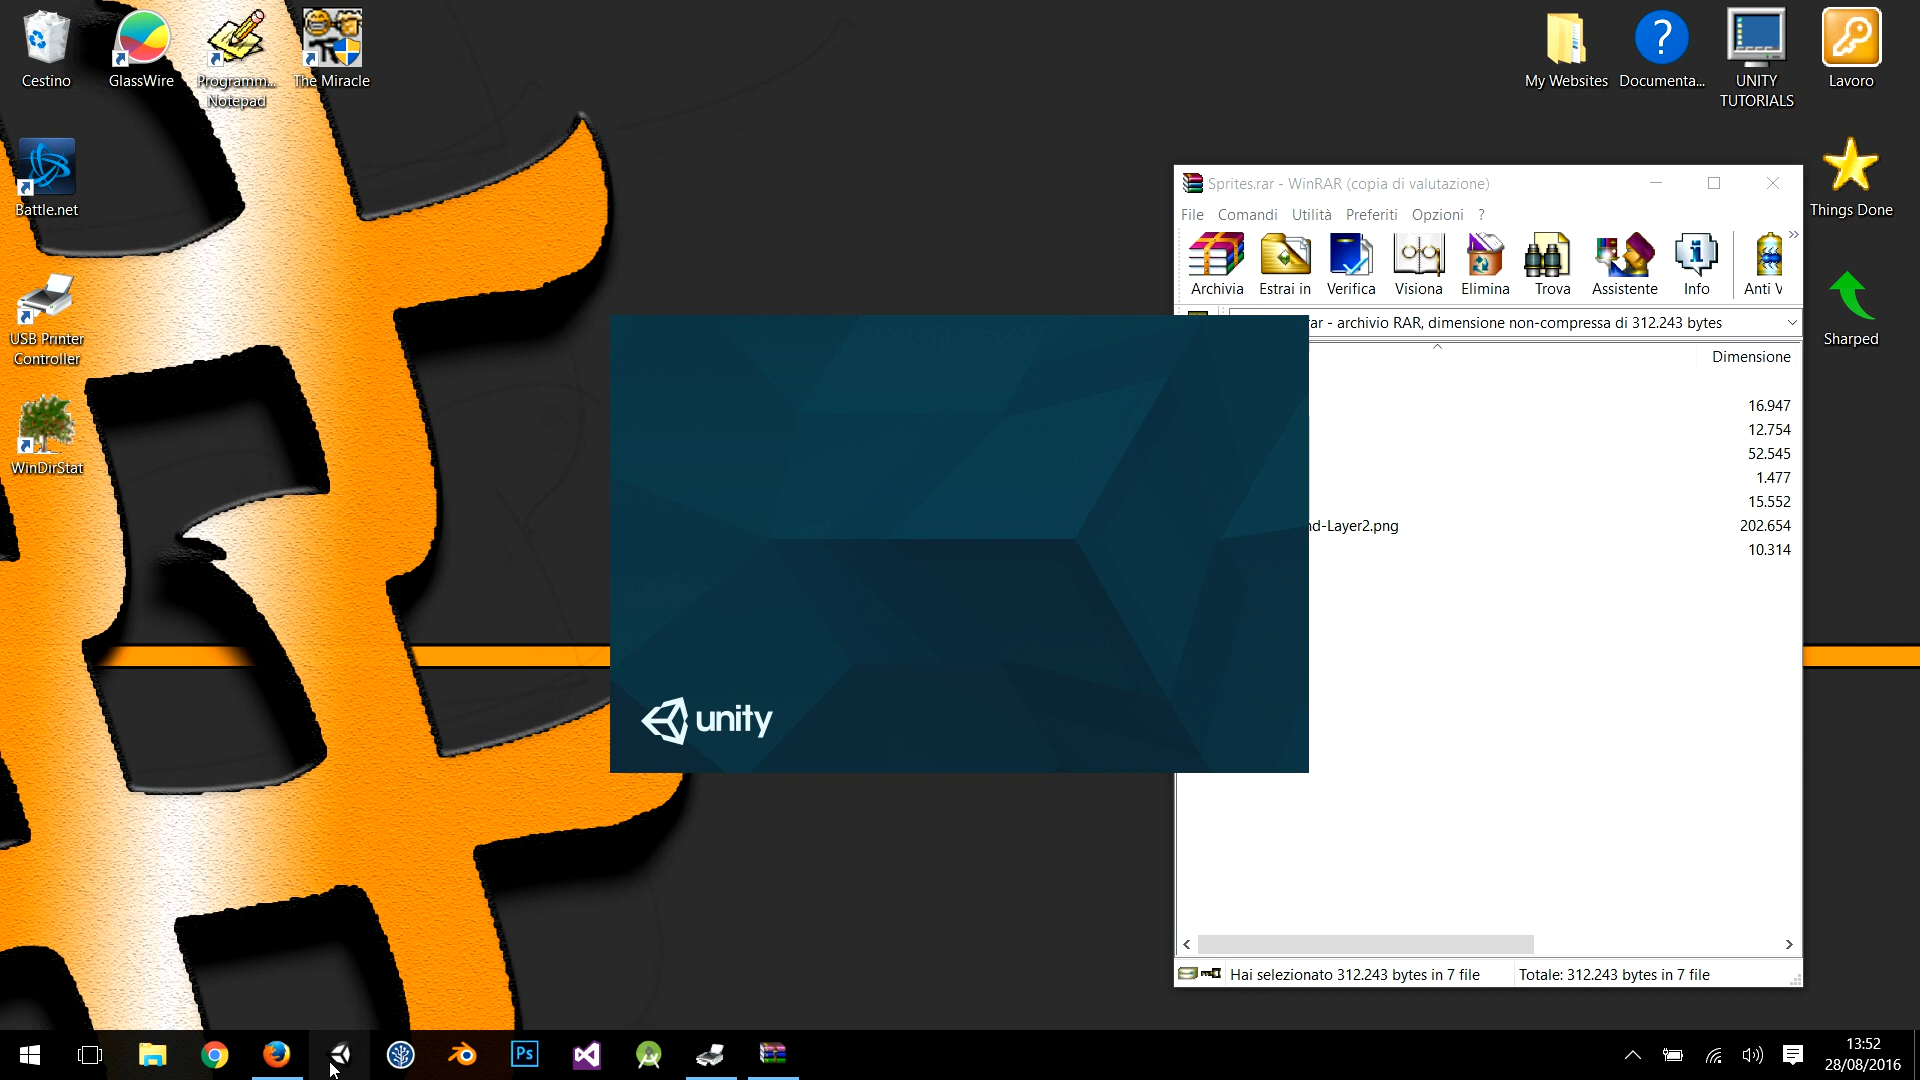 Cestino
GlassWire
Programm...
Notepad
The Miracle
My Websites
Documenta...
UNITY
TUTORIALS
Lavoro
Battle.net
Things Done
USB Printer
Controller
Sharped
WinDirStat
Sprites.rar - WinRAR (copia di valutazione)
File Comandi Utilità Preferiti Opzioni ?
Archivia Estrai in Verifica Visiona Elimina Trova Assistente Info Anti V
ar - archivio RAR, dimensione non-compressa di 312.243 bytes
Dimensione
16.947
12.754
52.545
1.477
15.552
nd-Layer2.png 202.654
10.314
unity
Hai selezionato 312.243 bytes in 7 file Totale: 312.243 bytes in 7 file
Ps
13:52
28/08/2016